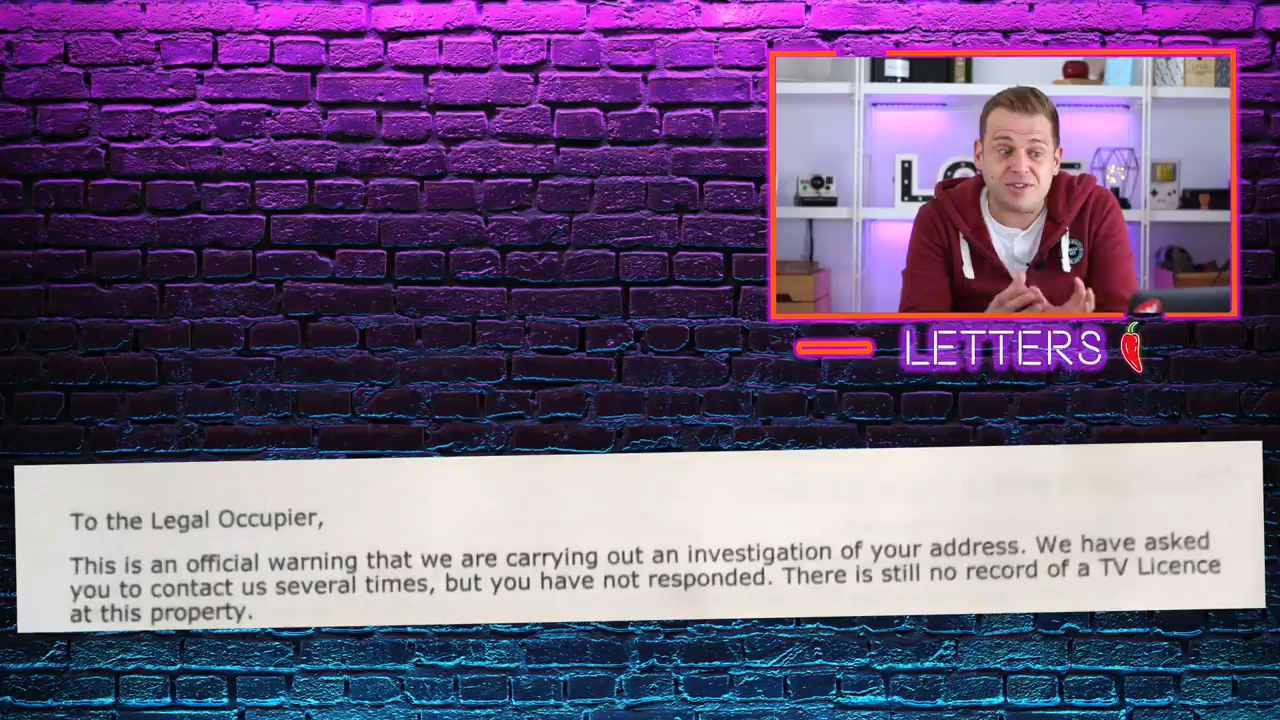 LETTERS
To the Legal Occupier,
This is an official warning that we are carrying out an investigation of your address. We have asked
you to contact us several times, but you have not responded. There is still no record of a TV Licence
at this property.